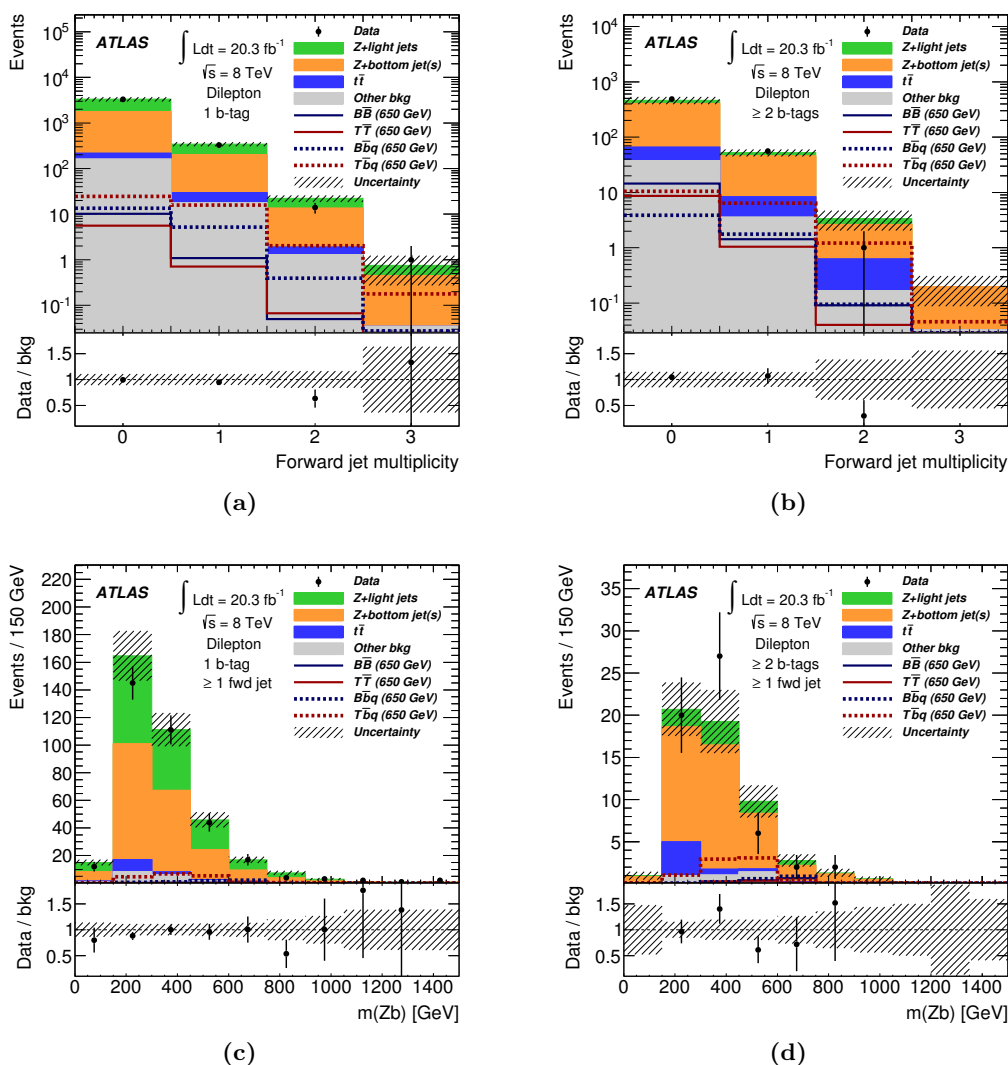 Events
ATLAS
∫ Ldt = 20.3 fb⁻¹
√s = 8 TeV
Dilepton
1 b-tag
Data
Z+light jets
Z+bottom jet(s)
tt̄
Other bkg
BB̄ (650 GeV)
TT̄ (650 GeV)
Bb̄q (650 GeV)
Tb̄q (650 GeV)
Uncertainty
10⁵
10⁴
10³
10²
10
1
10⁻¹
Data / bkg
1.5
1
0.5
0 1 2 3
Forward jet multiplicity
(a)
Events
ATLAS
∫ Ldt = 20.3 fb⁻¹
√s = 8 TeV
Dilepton
≥ 2 b-tags
Data
Z+light jets
Z+bottom jet(s)
tt̄
Other bkg
BB̄ (650 GeV)
TT̄ (650 GeV)
Bb̄q (650 GeV)
Tb̄q (650 GeV)
Uncertainty
10⁴
10³
10²
10
1
10⁻¹
Data / bkg
1.5
1
0.5
0 1 2 3
Forward jet multiplicity
(b)
Events / 150 GeV
ATLAS
∫ Ldt = 20.3 fb⁻¹
√s = 8 TeV
Dilepton
1 b-tag
≥ 1 fwd jet
Data
Z+light jets
Z+bottom jet(s)
tt̄
Other bkg
BB̄ (650 GeV)
TT̄ (650 GeV)
Bb̄q (650 GeV)
Tb̄q (650 GeV)
Uncertainty
220
200
180
160
140
120
100
80
60
40
20
Data / bkg
1.5
1
0.5
0 200 400 600 800 1000 1200 1400
m(Zb) [GeV]
(c)
Events / 150 GeV
ATLAS
∫ Ldt = 20.3 fb⁻¹
√s = 8 TeV
Dilepton
≥ 2 b-tags
≥ 1 fwd jet
Data
Z+light jets
Z+bottom jet(s)
tt̄
Other bkg
BB̄ (650 GeV)
TT̄ (650 GeV)
Bb̄q (650 GeV)
Tb̄q (650 GeV)
Uncertainty
35
30
25
20
15
10
5
Data / bkg
1.5
1
0.5
0 200 400 600 800 1000 1200 1400
m(Zb) [GeV]
(d)